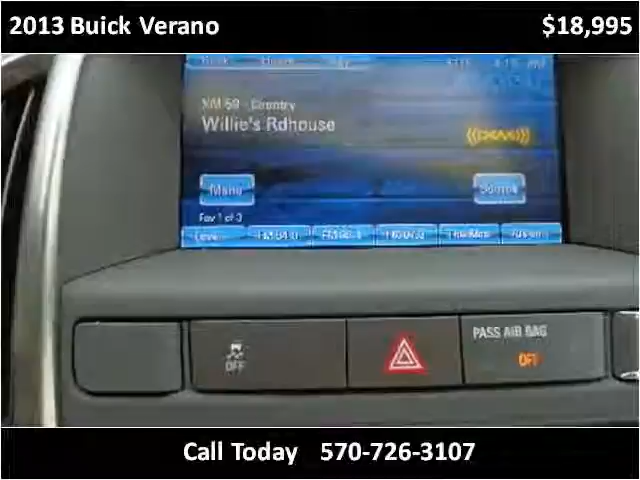 2013 Buick Verano $18,995
XM 59 - Country
Willie's Rdhouse
((XM))
Menu Source
Fav 1 of 3
OFF PASS AIR BAG
OFF
Call Today 570-726-3107